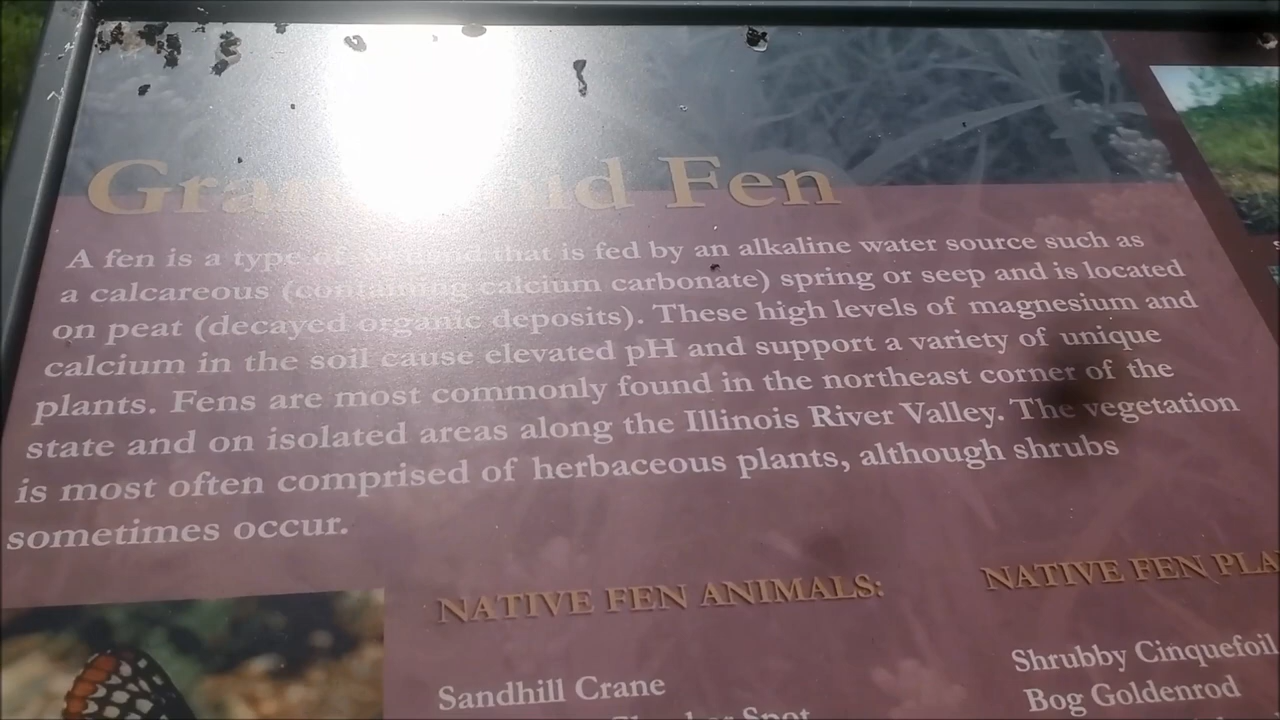 Fen
A fen is a type of wetland that is fed by an alkaline water source such as
a calcareous (containing calcium carbonate) spring or seep and is located
on peat (decayed organic deposits). These high levels of magnesium and
calcium in the soil cause elevated pH and support a variety of unique
plants. Fens are most commonly found in the northeast corner of the
state and on isolated areas along the Illinois River Valley. The vegetation
is most often comprised of herbaceous plants, although shrubs
sometimes occur.
NATIVE FEN ANIMALS:
Sandhill Crane
Spot
NATIVE FEN PLA
Shrubby Cinquefoil
Bog Goldenrod